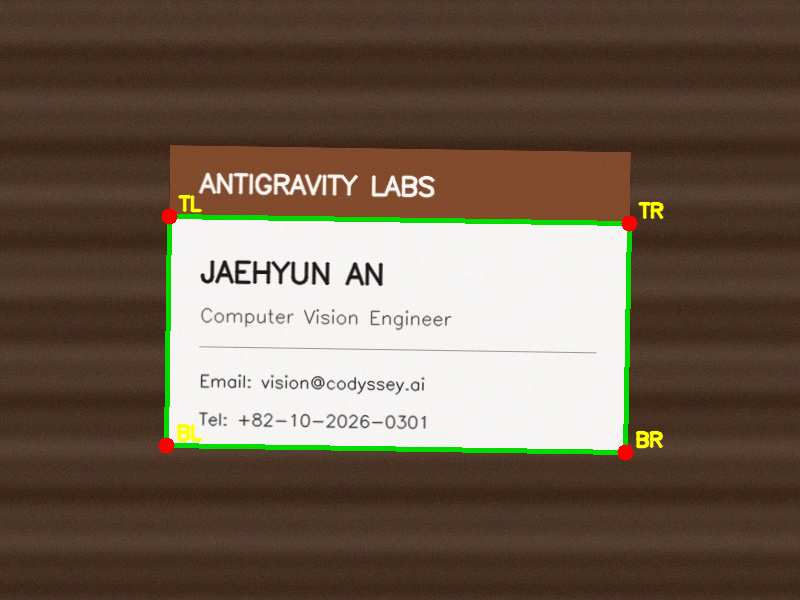 ANTIGRAVITY LABS
TL
TR
JAEHYUN AN
Computer Vision Engineer
Email: vision@codyssey.ai
Tel: +82-10-2026-0301
BL
BR